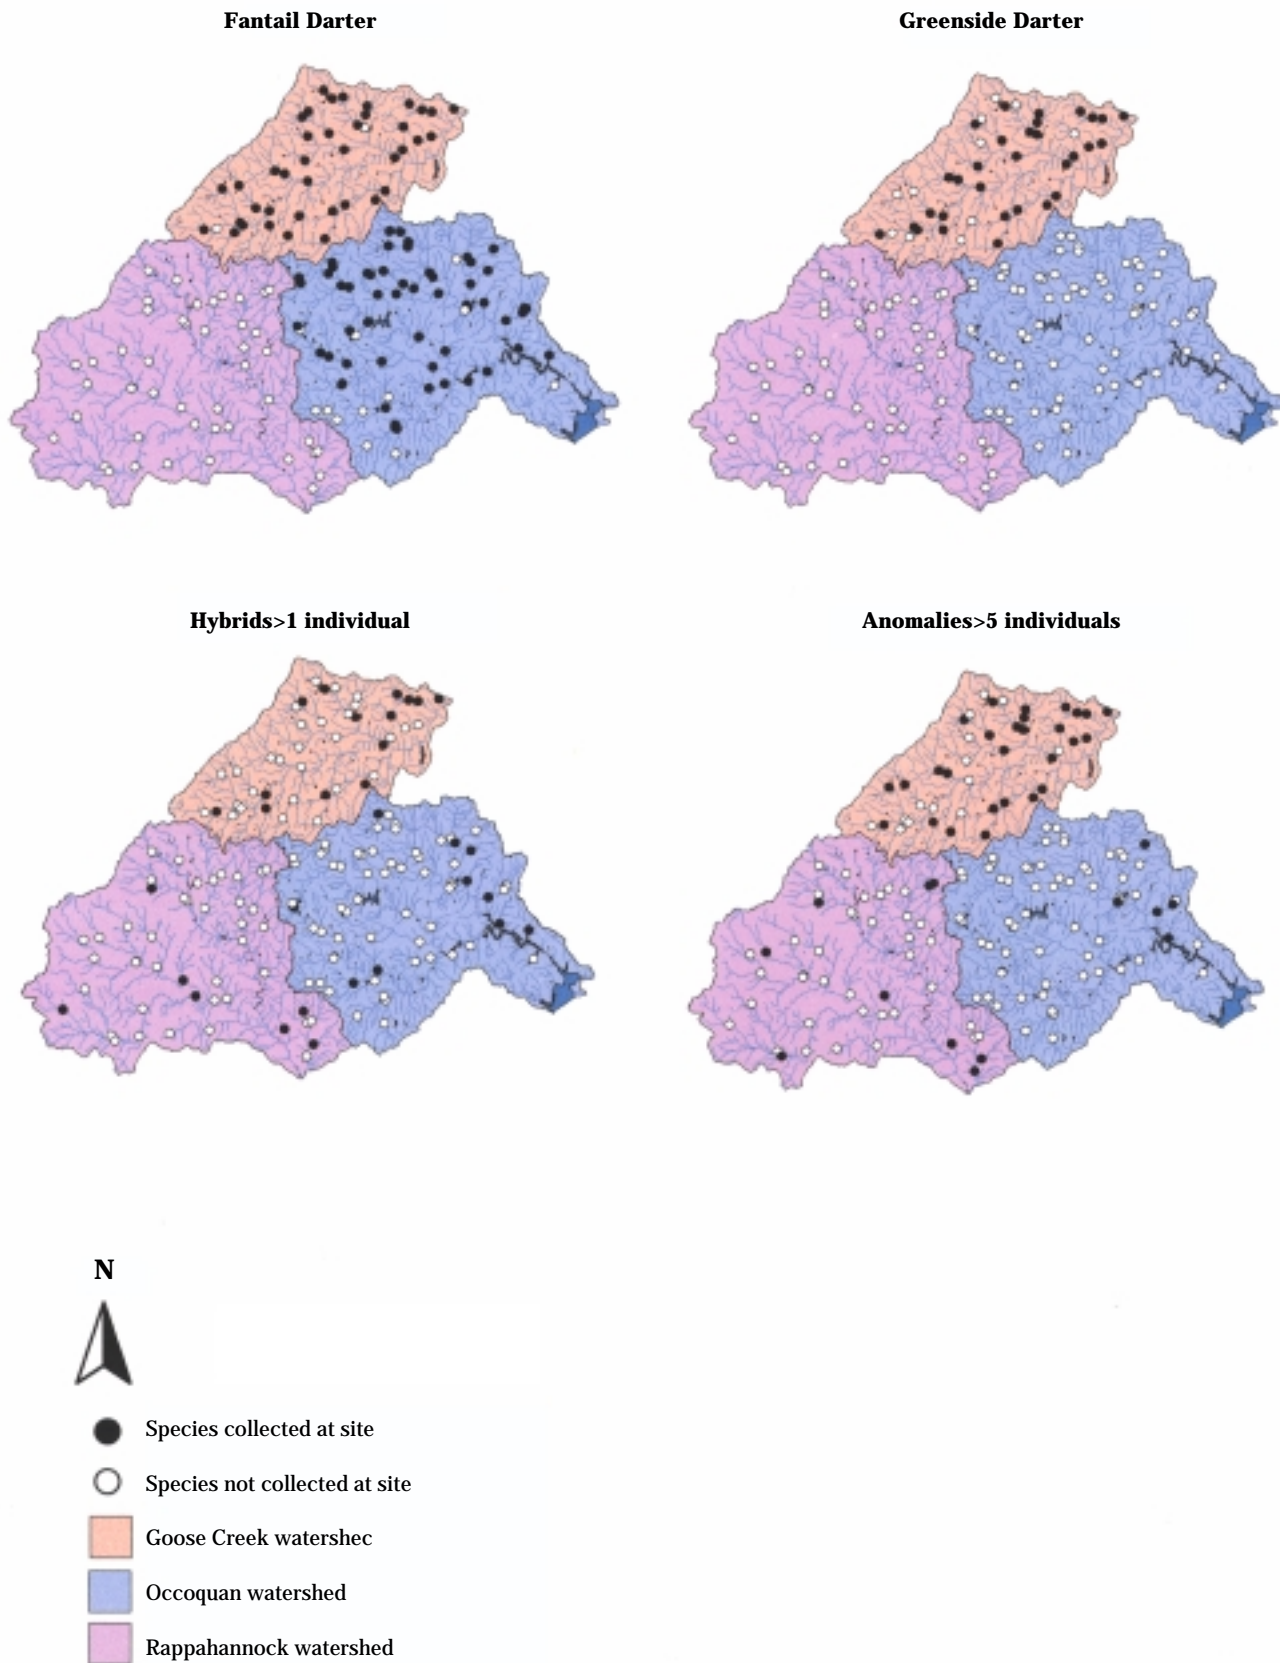 Fantail Darter
Greenside Darter
Hybrids>1 individual
Anomalies>5 individuals
N
Species collected at site
Species not collected at site
Goose Creek watershec
Occoquan watershed
Rappahannock watershed